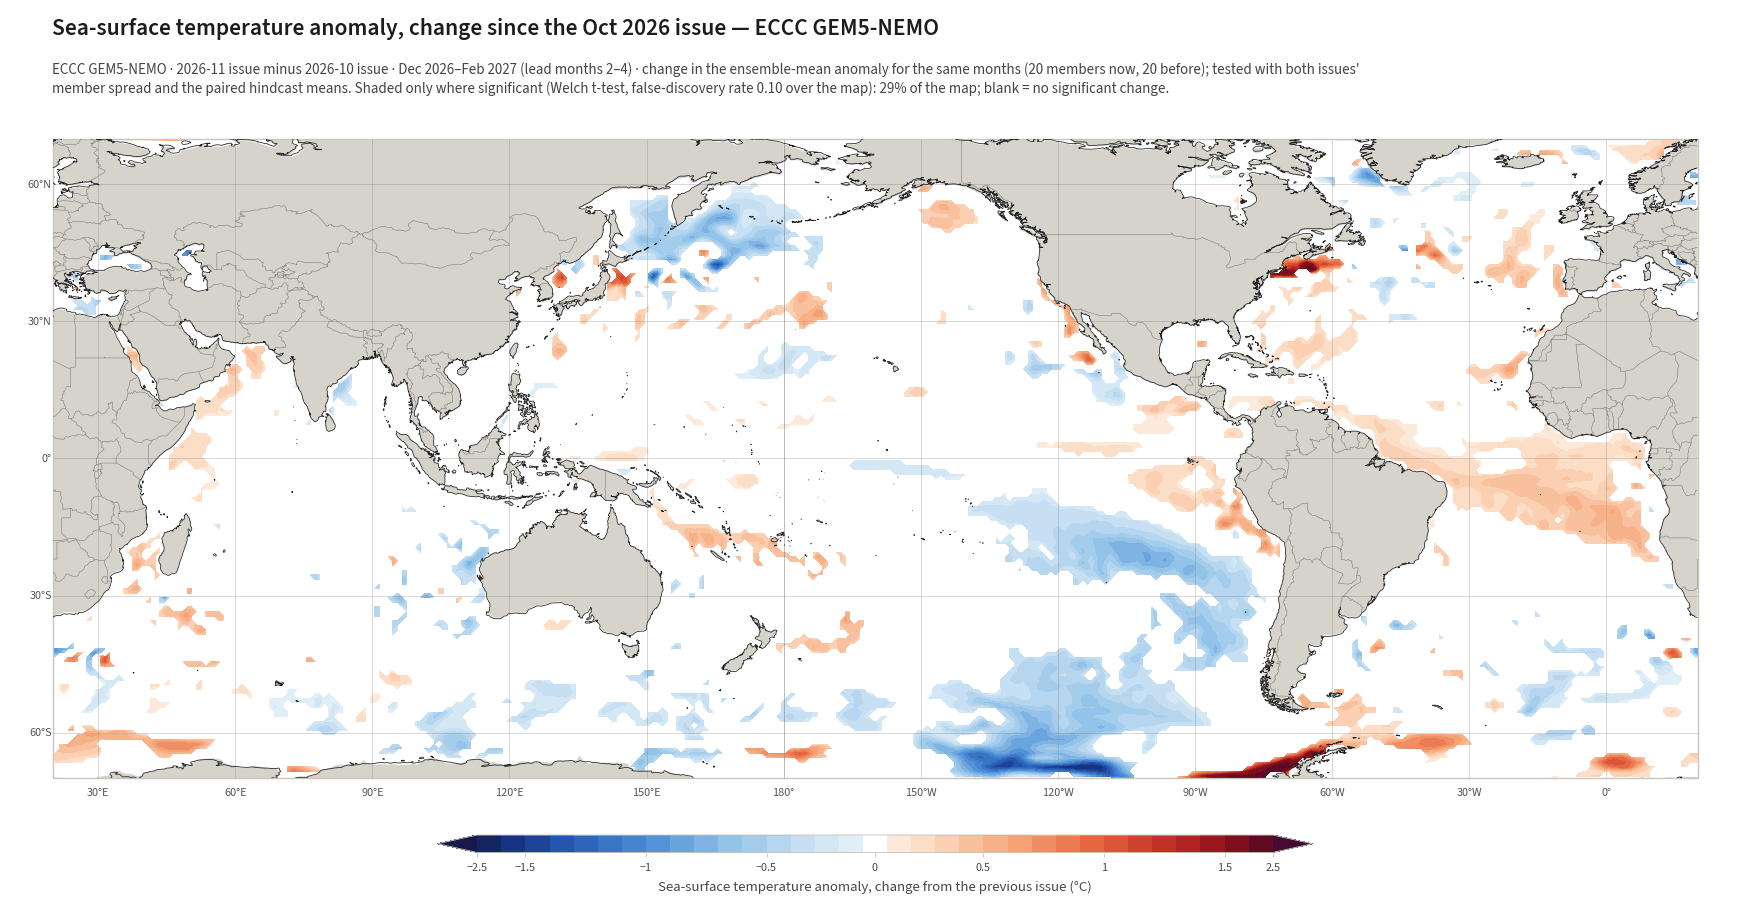 Sea-surface temperature anomaly, change since the Oct 2026 issue — ECCC GEM5-NEMO
ECCC GEM5-NEMO · 2026-11 issue minus 2026-10 issue · Dec 2026–Feb 2027 (lead months 2–4) · change in the ensemble-mean anomaly for the same months (20 members now, 20 before); tested with both issues'
member spread and the paired hindcast means. Shaded only where significant (Welch t-test, false-discovery rate 0.10 over the map): 29% of the map; blank = no significant change.
60°N
30°N
0°
30°S
60°S
30°E 60°E 90°E 120°E 150°E 180° 150°W 120°W 90°W 60°W 30°W 0°
−2.5 −1.5 −1 −0.5 0 0.5 1 1.5 2.5
Sea-surface temperature anomaly, change from the previous issue (°C)